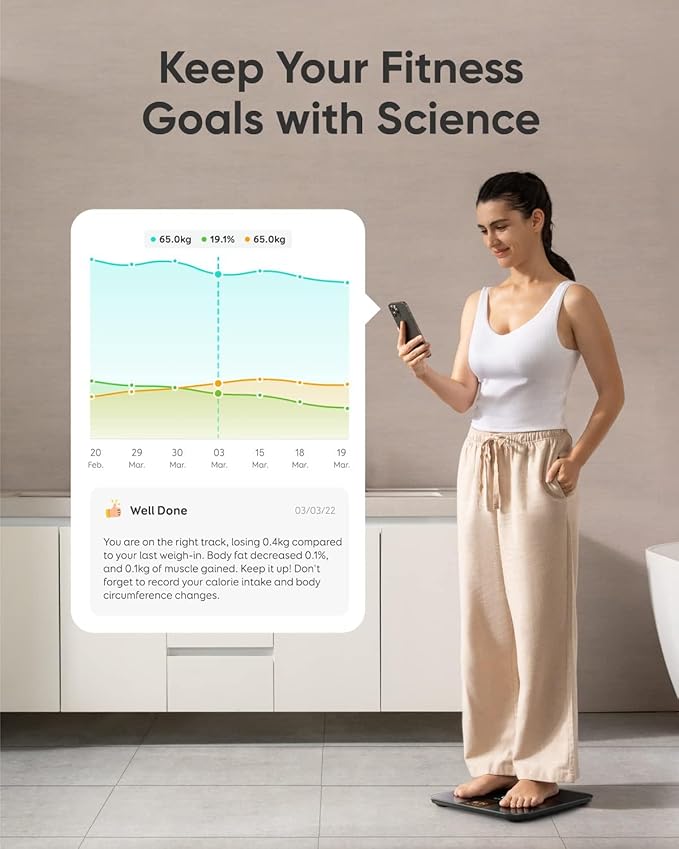 Keep Your Fitness
Goals with Science
65.0kg 19.1% 65.0kg
20 29 30 03 15 18 19
Feb. Mar. Mar. Mar. Mar. Mar. Mar.
Well Done 03/03/22
You are on the right track, losing 0.4kg compared
to your last weigh-in. Body fat decreased 0.1%,
and 0.1kg of muscle gained. Keep it up! Don't
forget to record your calorie intake and body
circumference changes.